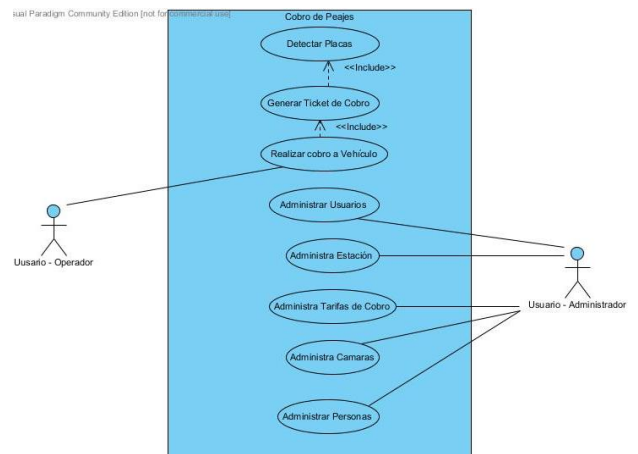 sual Paradigm Community Edition [not for commercial use]
Cobro de Peajes
Detectar Placas
<<Include>>
Generar Ticket de Cobro
<<Include>>
Realizar cobro a Vehículo
Administrar Usuarios
Uusario - Operador
Administra Estación
Usuario - Administrador
Administra Tarifas de Cobro
Administra Camaras
Administrar Personas